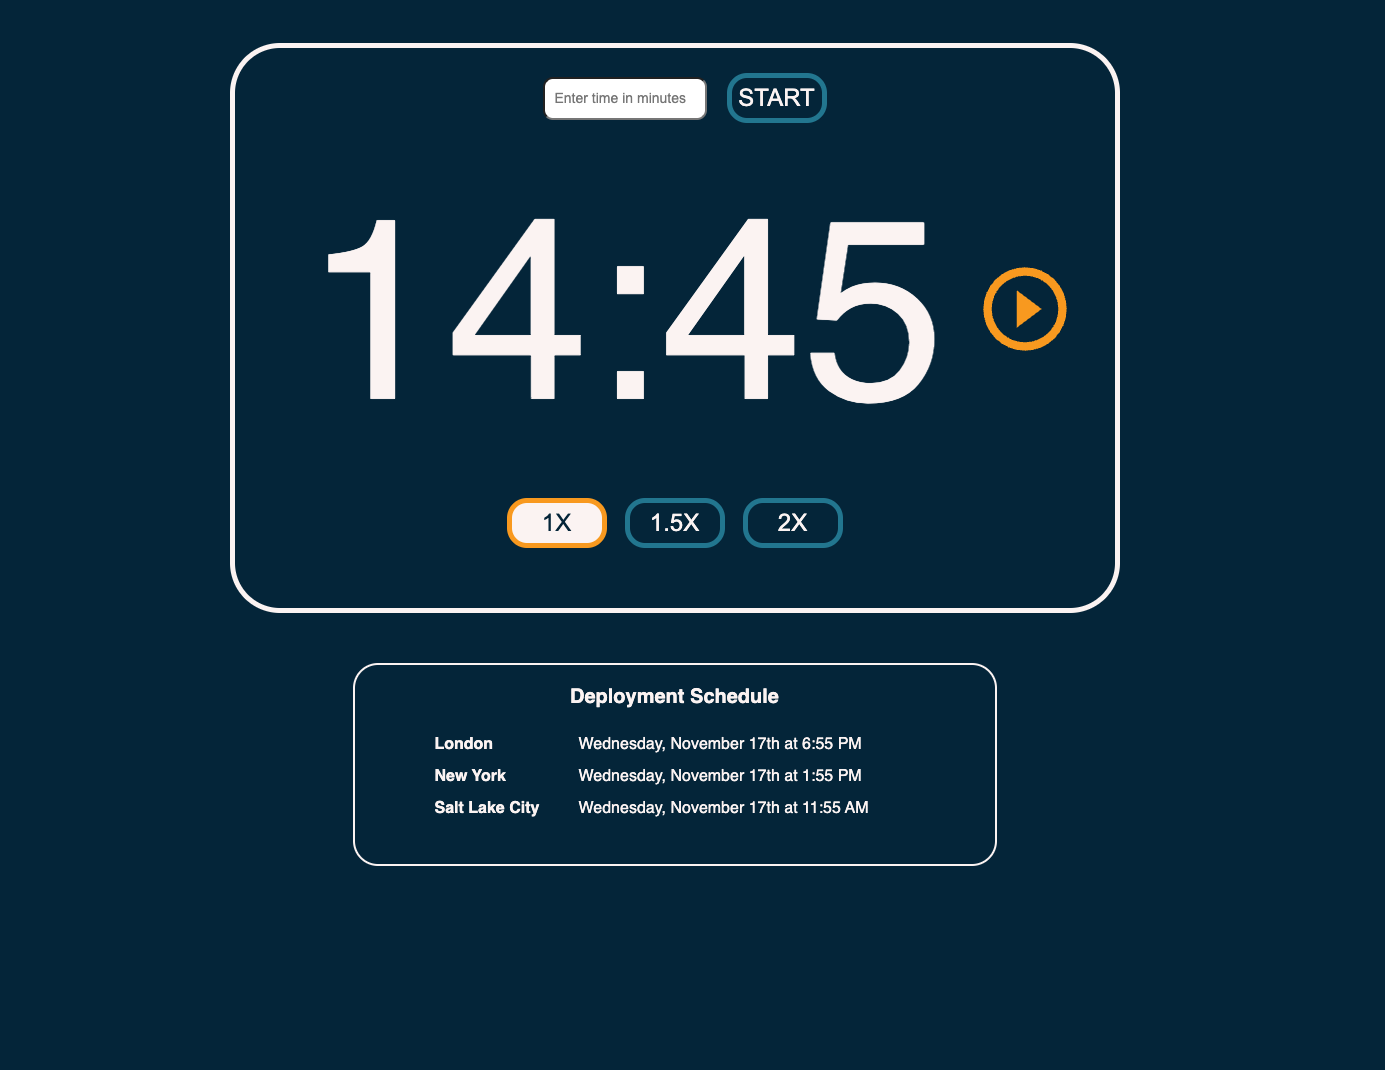 Enter time in minutes START
14:45
1X 1.5X 2X
Deployment Schedule
London Wednesday, November 17th at 6:55 PM
New York Wednesday, November 17th at 1:55 PM
Salt Lake City Wednesday, November 17th at 11:55 AM